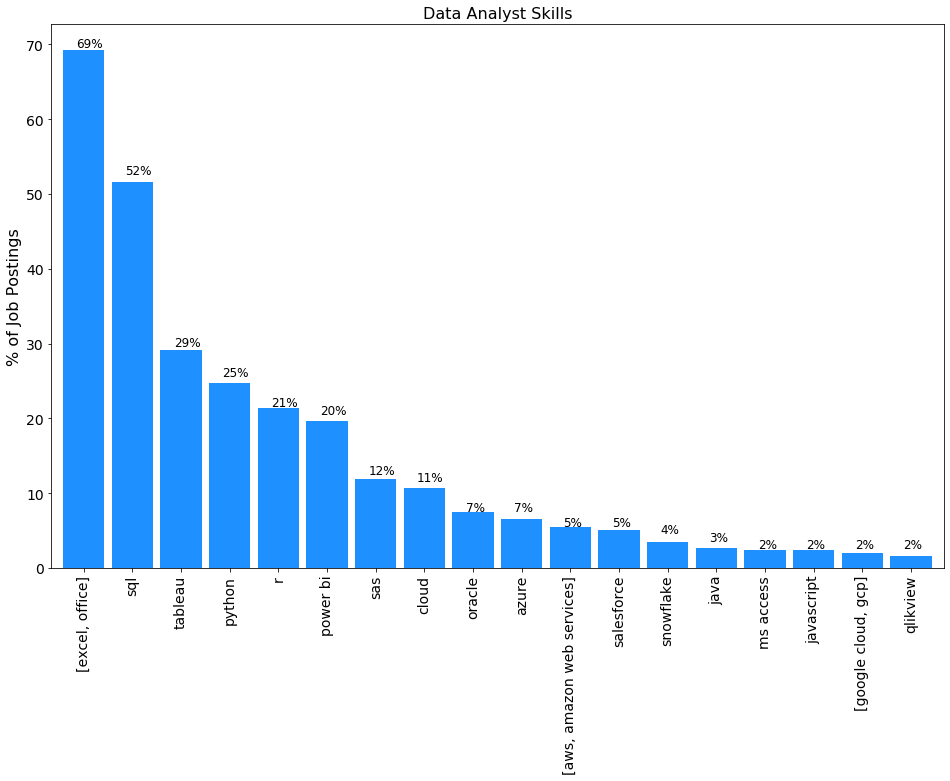 Data Analyst Skills
% of Job Postings
70
60
50
40
30
20
10
0
69%
52%
29%
25%
21%
20%
12%
11%
7%
7%
5%
5%
4%
3%
2%
2%
2%
2%
[excel, office]
sql
tableau
python
r
power bi
sas
cloud
oracle
azure
[aws, amazon web services]
salesforce
snowflake
java
ms access
javascript
[google cloud, gcp]
qlikview